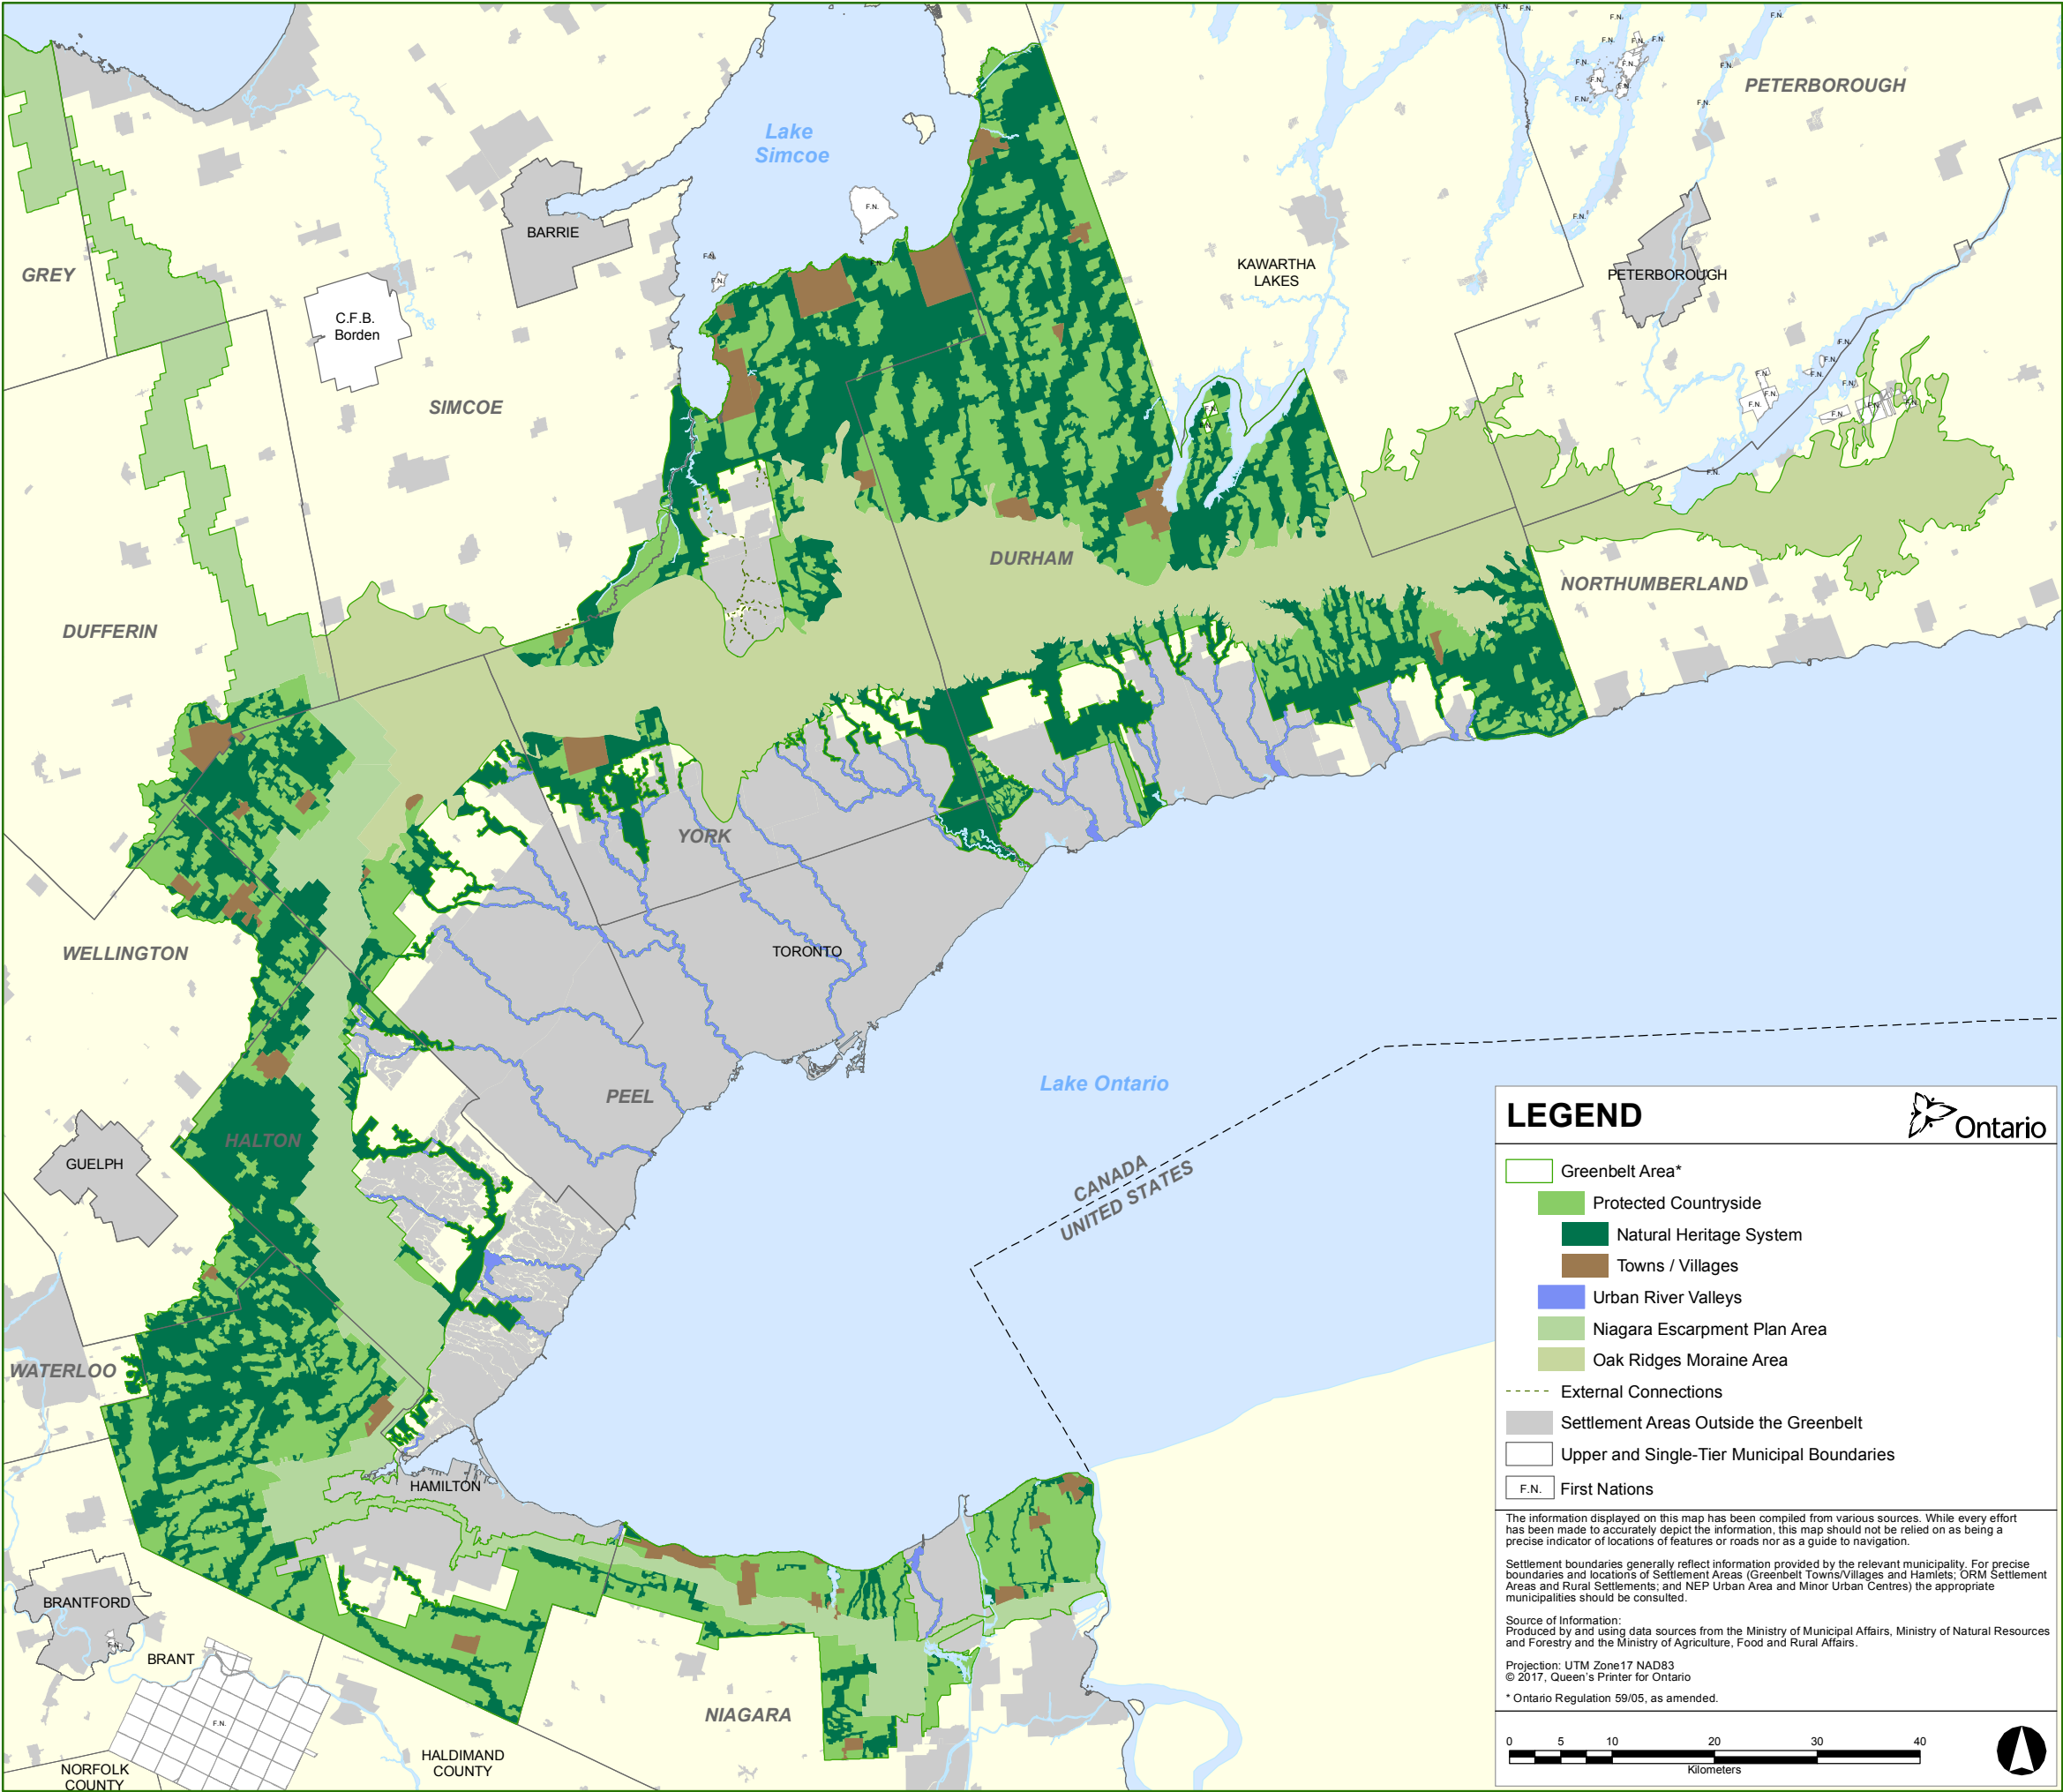 PETERBOROUGH
Lake
Simcoe
F.N.
F.N.
F.N.
F.N.
F.N.
F.N.
F.N.
F.N.
F.N.
F.N.
F.N.
F.N.
F.N.
F.N.
BARRIE
F.N.
F.N.
F.N.
F.N.
F.N.
GREY
KAWARTHA
LAKES
PETERBOROUGH
C.F.B.
Borden
SIMCOE
F.N.
F.N.
F.N.
F.N.
F.N.
F.N.
F.N.
F.N.
F.N.
F.N.
F.N.
F.N.
F.N.
DURHAM
NORTHUMBERLAND
DUFFERIN
YORK
WELLINGTON
TORONTO
Lake Ontario
PEEL
HALTON
GUELPH
CANADA
UNITED STATES
WATERLOO
HAMILTON
BRANTFORD
F.N.
BRANT
F.N.
NIAGARA
HALDIMAND
COUNTY
NORFOLK
COUNTY
LEGEND
Ontario
Greenbelt Area*
Protected Countryside
Natural Heritage System
Towns / Villages
Urban River Valleys
Niagara Escarpment Plan Area
Oak Ridges Moraine Area
External Connections
Settlement Areas Outside the Greenbelt
Upper and Single-Tier Municipal Boundaries
F.N. First Nations
The information displayed on this map has been compiled from various sources. While every effort
has been made to accurately depict the information, this map should not be relied on as being a
precise indicator of locations of features or roads nor as a guide to navigation.
Settlement boundaries generally reflect information provided by the relevant municipality. For precise
boundaries and locations of Settlement Areas (Greenbelt Towns/Villages and Hamlets; ORM Settlement
Areas and Rural Settlements; and NEP Urban Area and Minor Urban Centres) the appropriate
municipalities should be consulted.
Source of Information:
Produced by and using data sources from the Ministry of Municipal Affairs, Ministry of Natural Resources
and Forestry and the Ministry of Agriculture, Food and Rural Affairs.
Projection: UTM Zone17 NAD83
© 2017, Queen's Printer for Ontario
* Ontario Regulation 59/05, as amended.
0 5 10 20 30 40
Kilometers